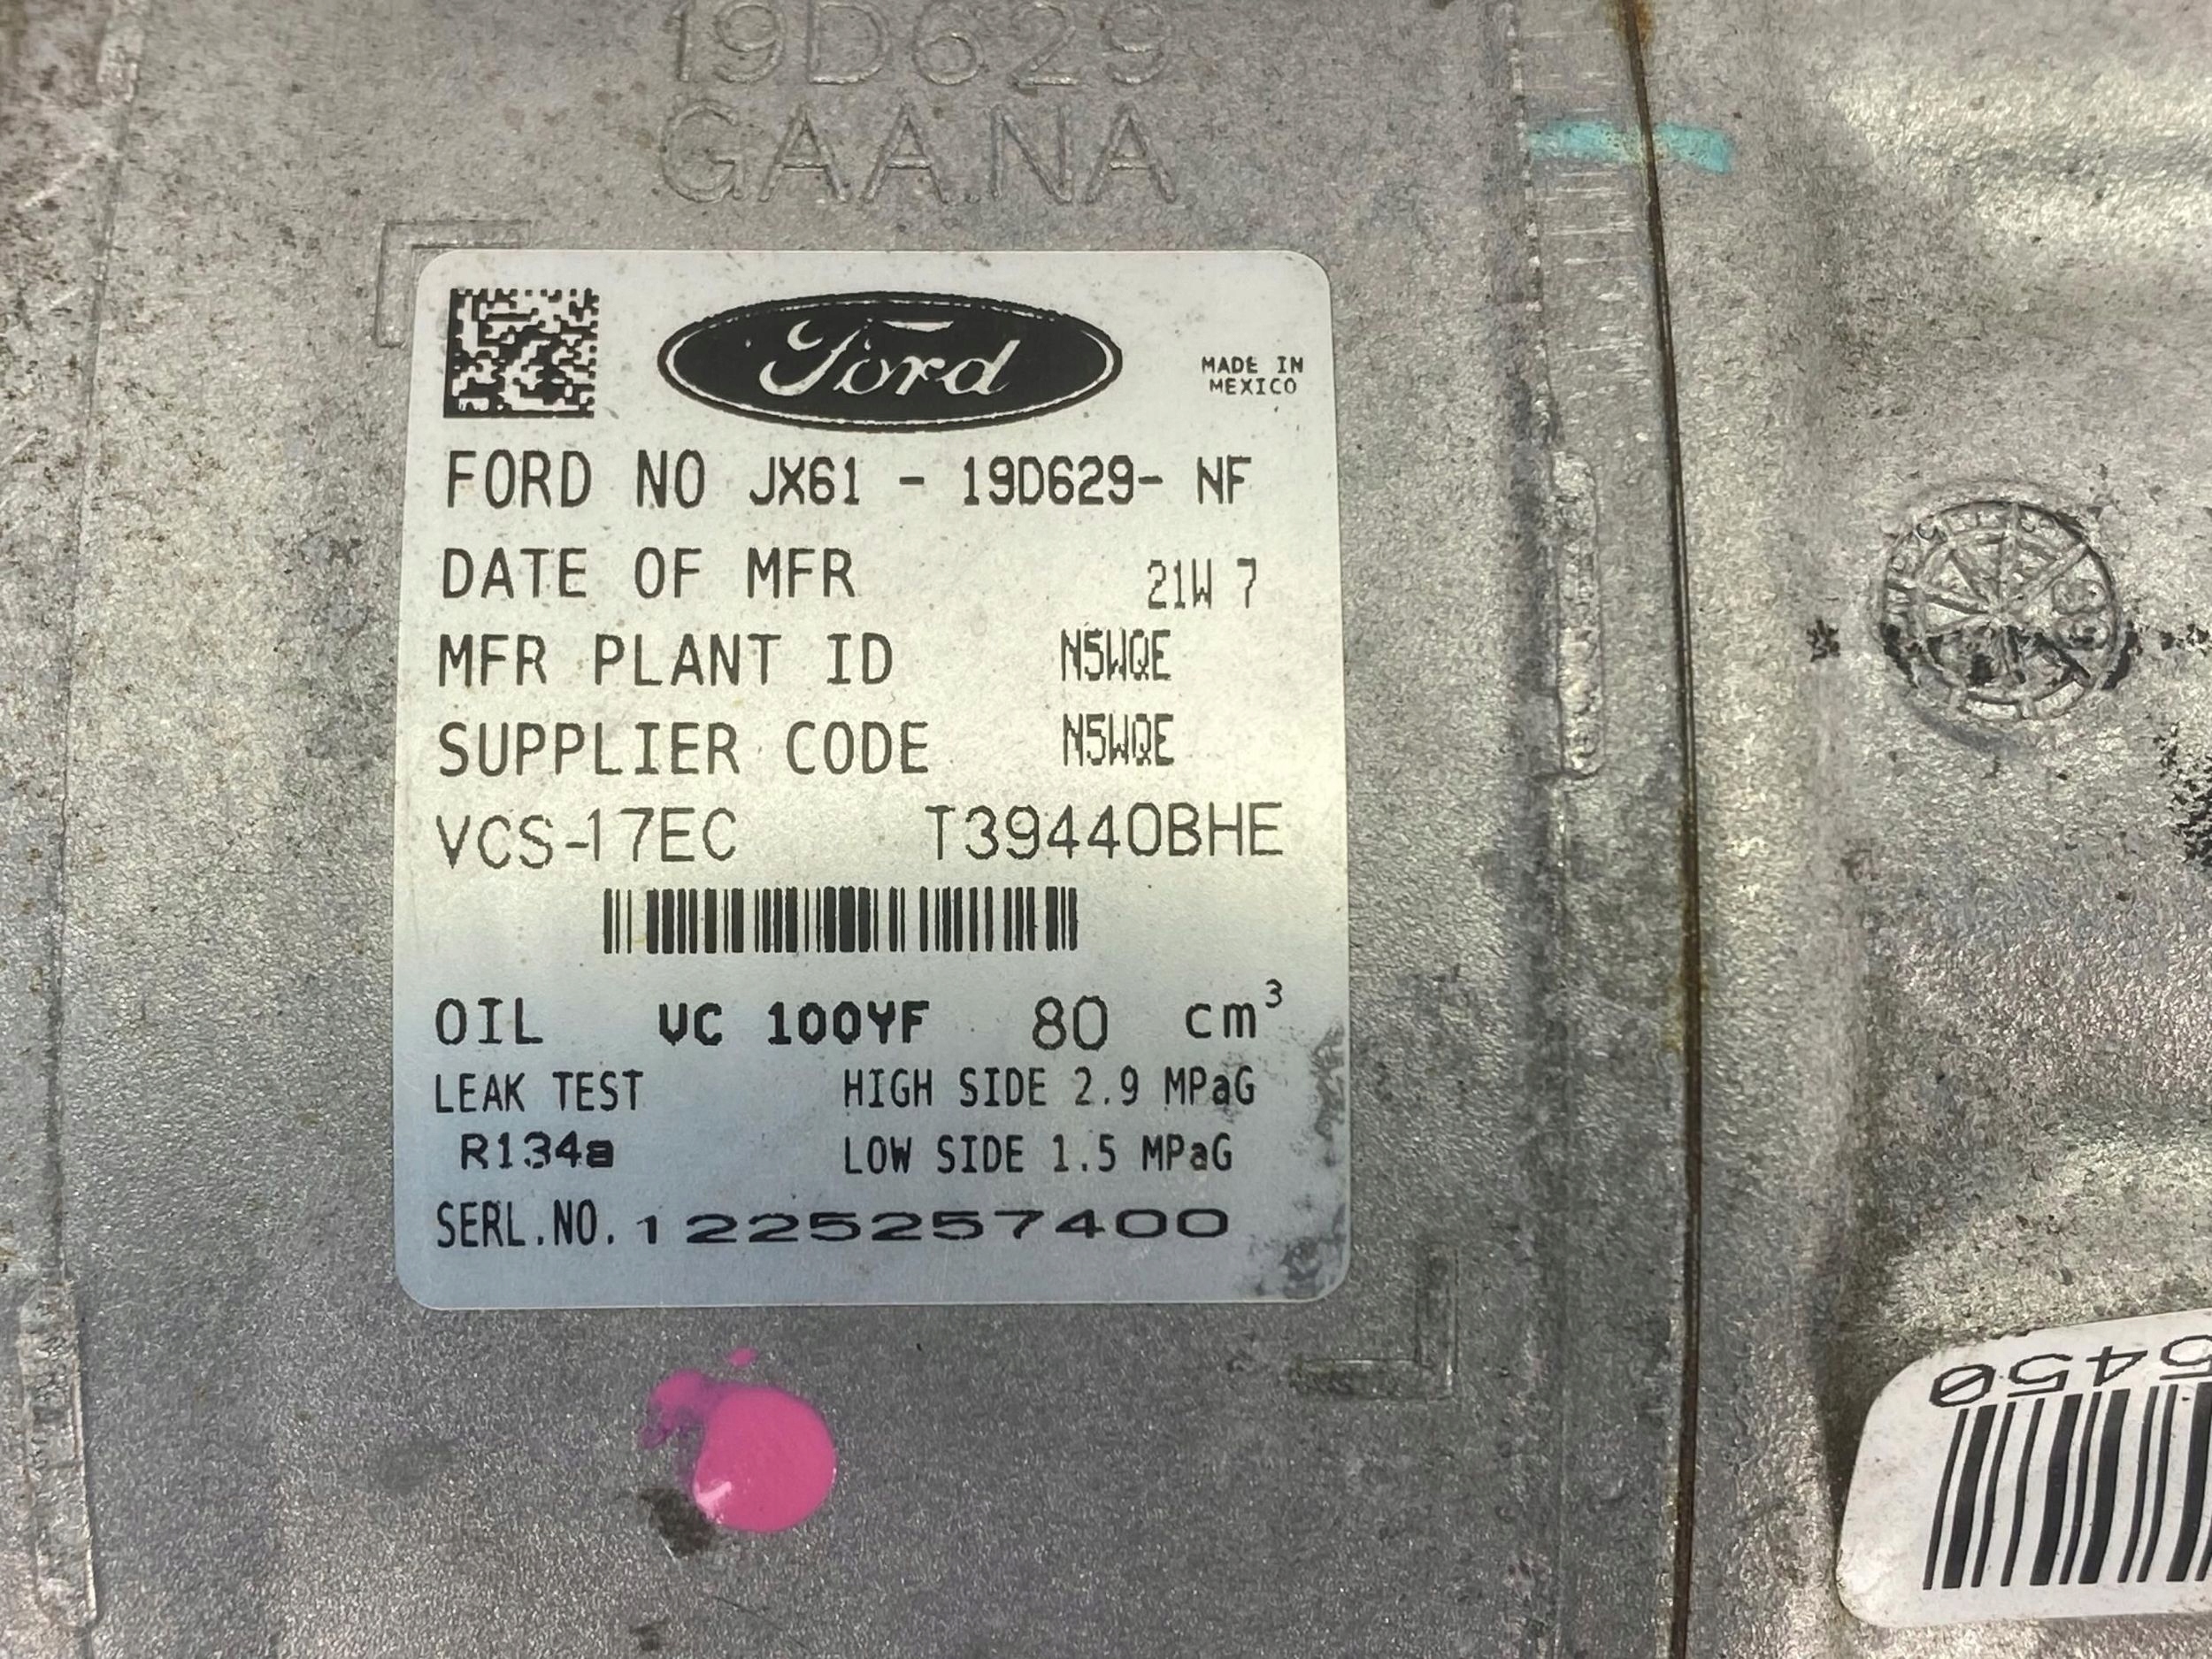 19D629
GAA.NA
Ford
MADE IN
MEXICO
FORD NO JX61 - 19D629- NF
DATE OF MFR 21W 7
MFR PLANT ID N5WQE
SUPPLIER CODE N5WQE
VCS-17EC T39440BHE
OIL VC 100YF 80 cm³
LEAK TEST HIGH SIDE 2.9 MPaG
R134a LOW SIDE 1.5 MPaG
SERL.NO. 1225257400
5450